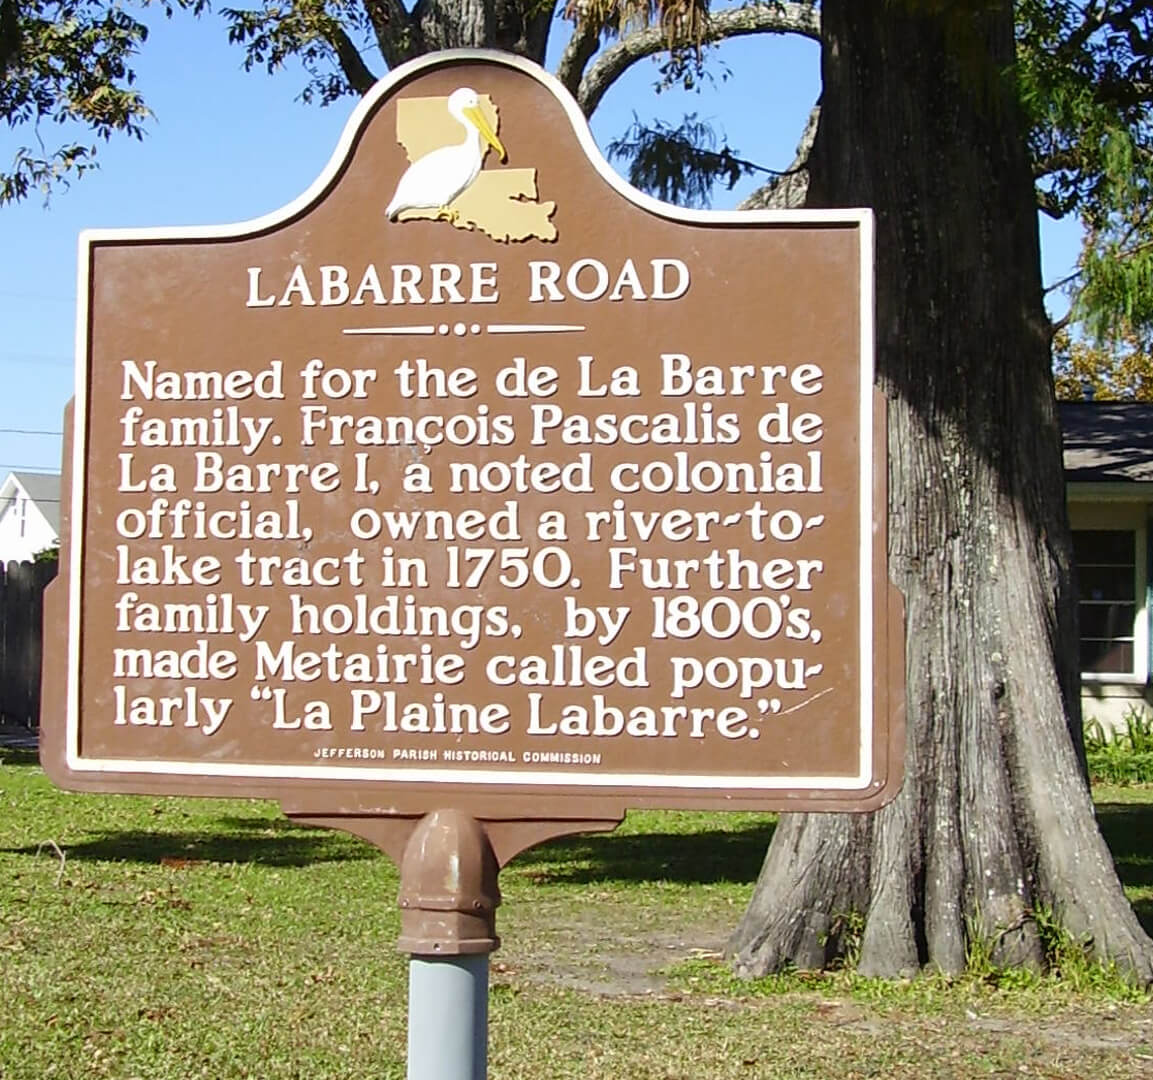 LABARRE ROAD
Named for the de La Barre
family. François Pascalis de
La Barre I, a noted colonial
official, owned a river-to-
lake tract in 1750. Further
family holdings, by 1800's,
made Metairie called popu-
larly "La Plaine Labarre."
JEFFERSON PARISH HISTORICAL COMMISSION